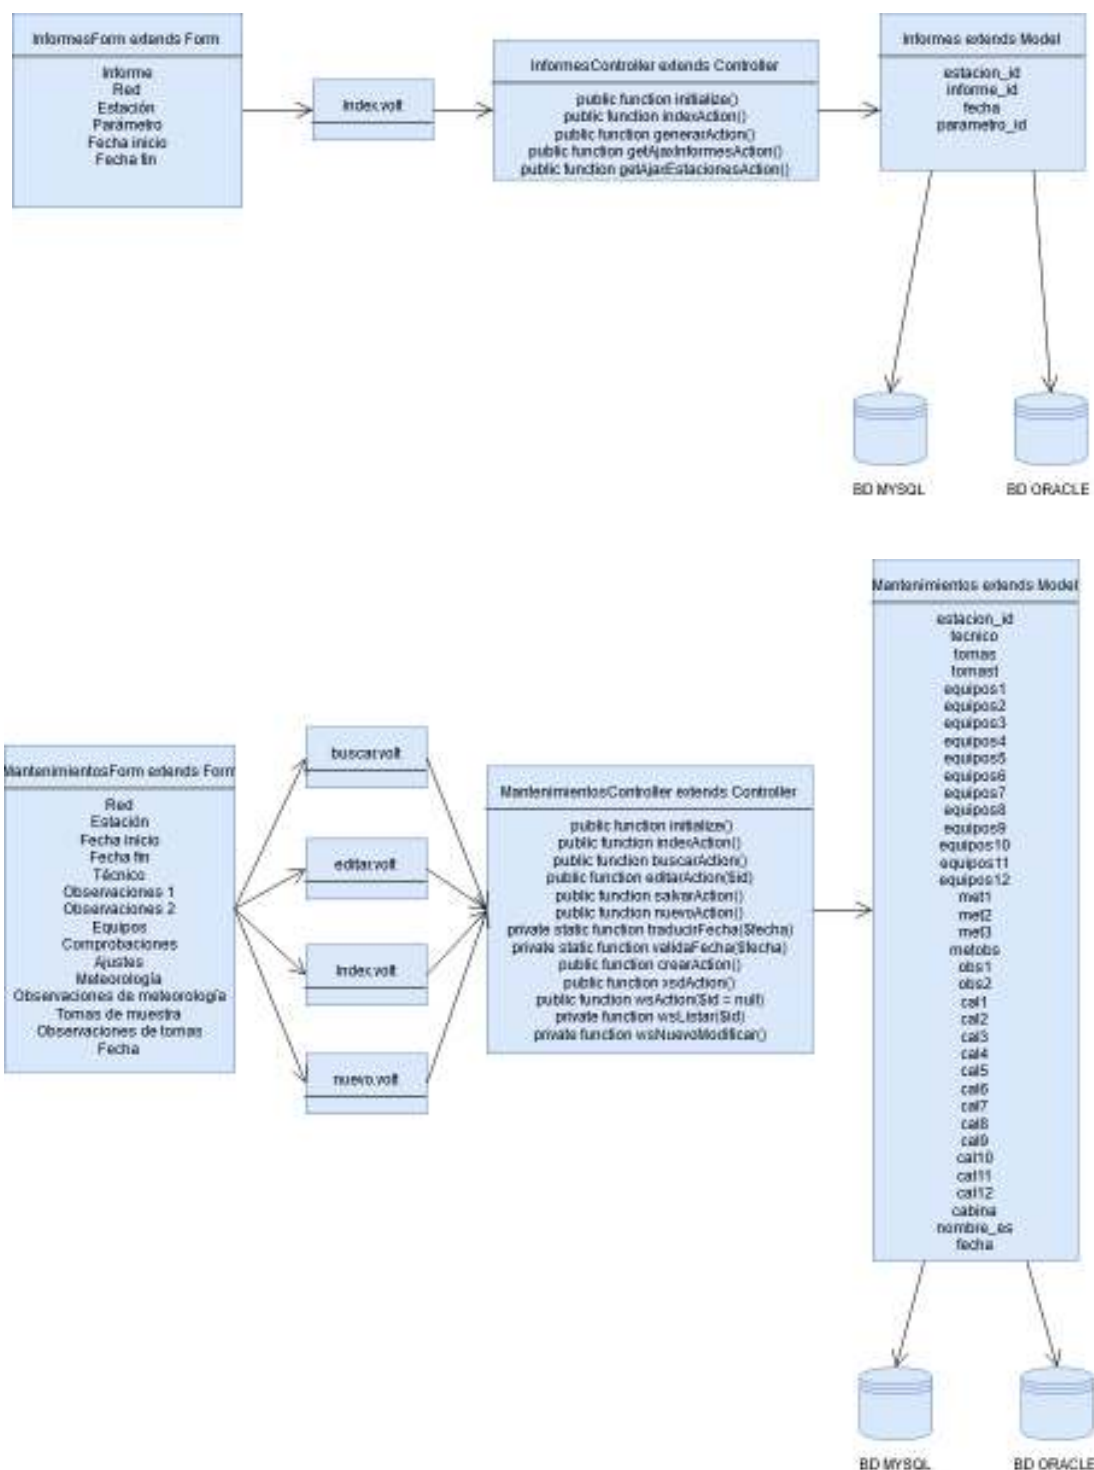 InformesForm extends Form
Informe
Red
Estación
Parámetro
Fecha inicio
Fecha fin
Index.volt
InformesController extends Controller
public function initialize()
public function indexAction()
public function generarAction()
public function getAjaxInformesAction()
public function getAjaxEstacionesAction()
Informes extends Model
estacion_id
informe_id
fecha
parametro_id
BD MYSQL
BD ORACLE
MantenimientosForm extends Form
Red
Estación
Fecha inicio
Fecha fin
Técnico
Observaciones 1
Observaciones 2
Equipos
Comprobaciones
Ajustes
Meteorología
Observaciones de meteorología
Tomas de muestra
Observaciones de tomas
Fecha
buscar.volt
editar.volt
Index.volt
nuevo.volt
MantenimientosController extends Controller
public function initialize()
public function indexAction()
public function buscarAction()
public function editarAction($id)
public function salvarAction()
public function nuevoAction()
private static function traducirFecha($fecha)
private static function validaFecha($fecha)
public function crearAction()
public function xsdAction()
public function wsAction($id = null)
private function wsListar($id)
private function wsNuevoModificar()
Mantenimientos extends Model
estacion_id
tecnico
tomas
tomast
equipos1
equipos2
equipos3
equipos4
equipos5
equipos6
equipos7
equipos8
equipos9
equipos10
equipos11
equipos12
met1
met2
met3
metobs
obs1
obs2
cal1
cal2
cal3
cal4
cal5
cal6
cal7
cal8
cal9
cal10
cal11
cal12
cabina
nombre_es
fecha
BD MYSQL
BD ORACLE